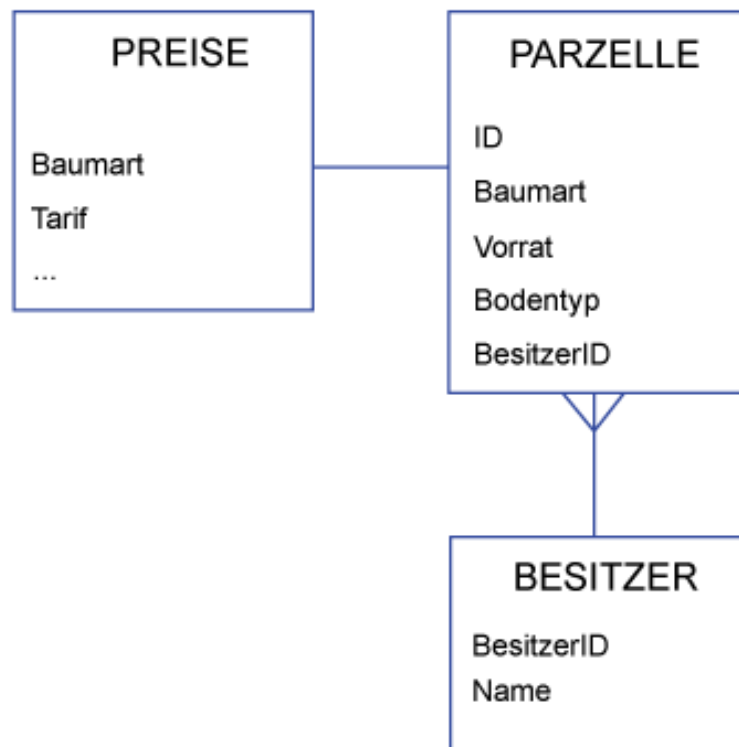 PREISE
Baumart
Tarif
...
PARZELLE
ID
Baumart
Vorrat
Bodentyp
BesitzerID
BESITZER
BesitzerID
Name